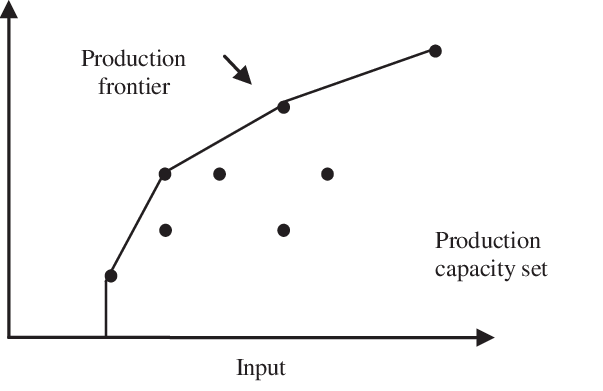 Production
frontier
Production
capacity set
Input